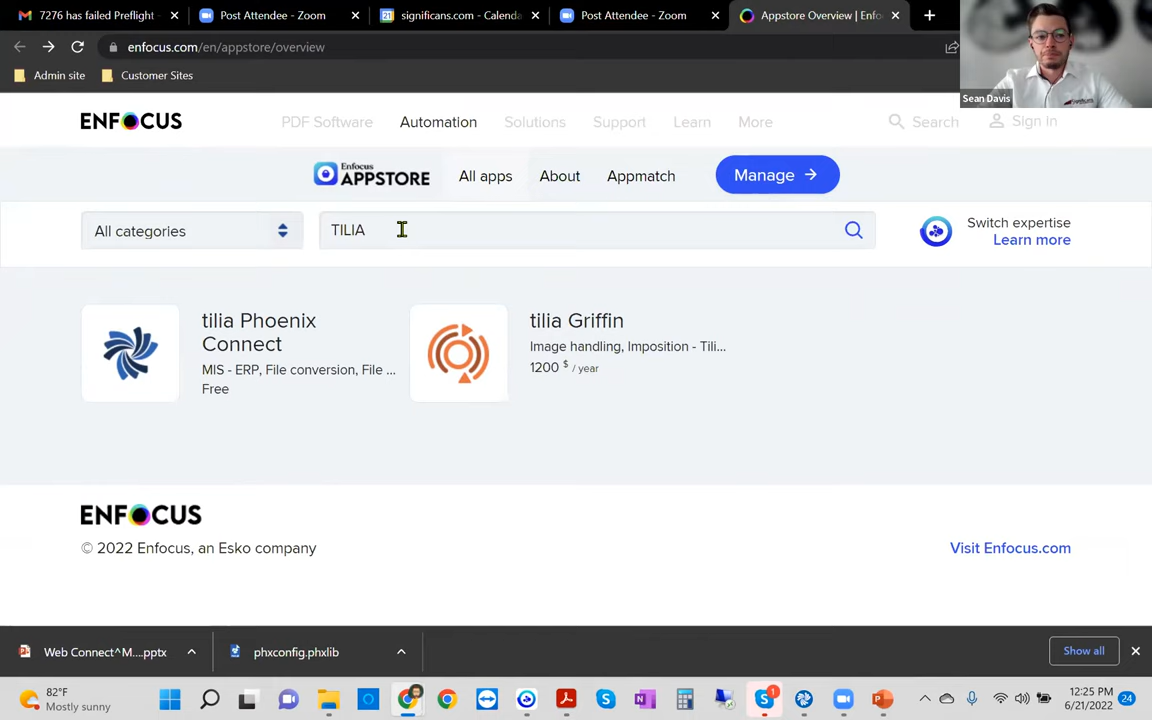 7276 has failed Preflight
Post Attendee - Zoom
significans.com - Calenda
Post Attendee - Zoom
Appstore Overview | Enfo
enfocus.com/en/appstore/overview
Admin site
Customer Sites
Sean Davis
ENFOCUS
PDF Software
Automation
Solutions
Support
Learn
More
Search
Sign in
Enfocus
APPSTORE
All apps
About
Appmatch
Manage →
All categories
TILIA
Switch expertise
Learn more
tilia Phoenix
Connect
MIS - ERP, File conversion, File ...
Free
tilia Griffin
Image handling, Imposition - Tili...
1200 $ / year
ENFOCUS
© 2022 Enfocus, an Esko company
Visit Enfocus.com
Web Connect^M....pptx
phxconfig.phxlib
Show all
82°F
Mostly sunny
1
12:25 PM
6/21/2022
24